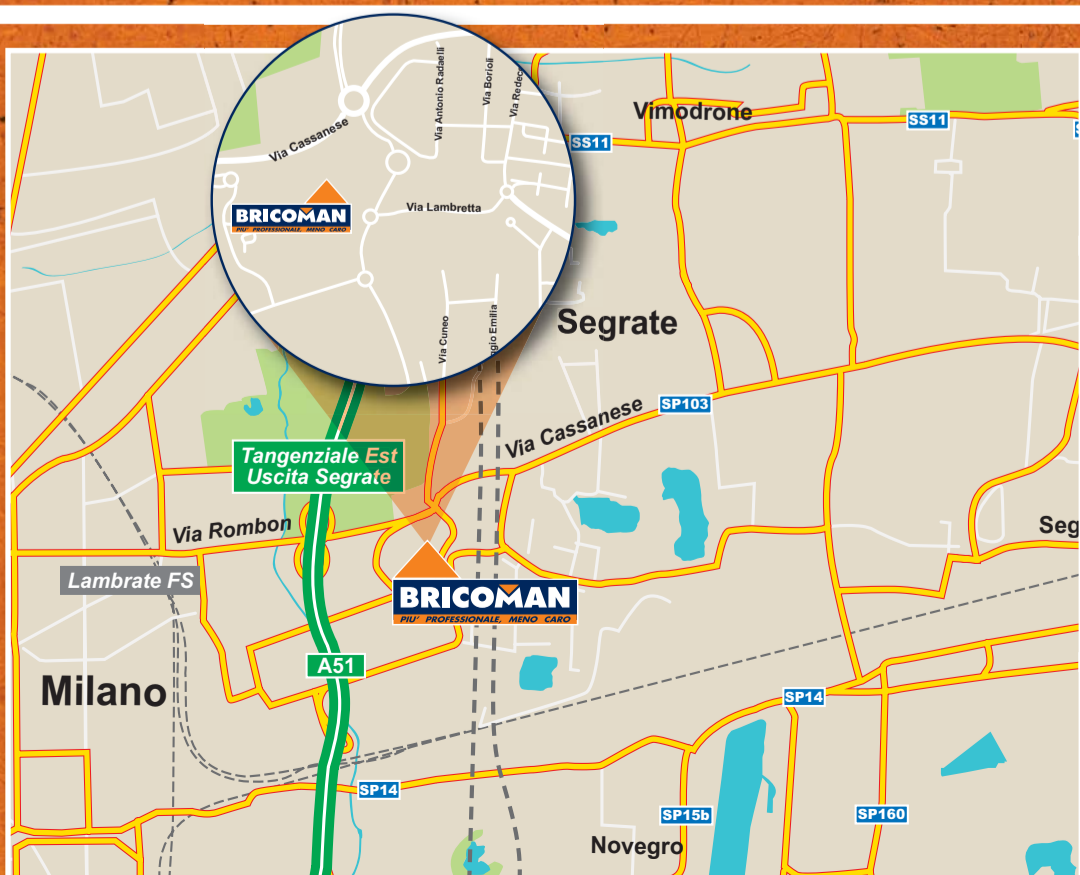 Via Antonio Radaelli
Via Borioli
Via Redec
Via Cassanese
Via Lambretta
BRICOMAN
PIU' PROFESSIONALE, MENO CARO
Via Cuneo
ggio Emilia
Vimodrone
SS11
SS11
Segrate
SP103
Via Cassanese
Tangenziale Est
Uscita Segrate
Via Rombon
Seg
Lambrate FS
BRICOMAN
PIU' PROFESSIONALE, MENO CARO
A51
Milano
SP14
SP14
SP15b
SP160
Novegro